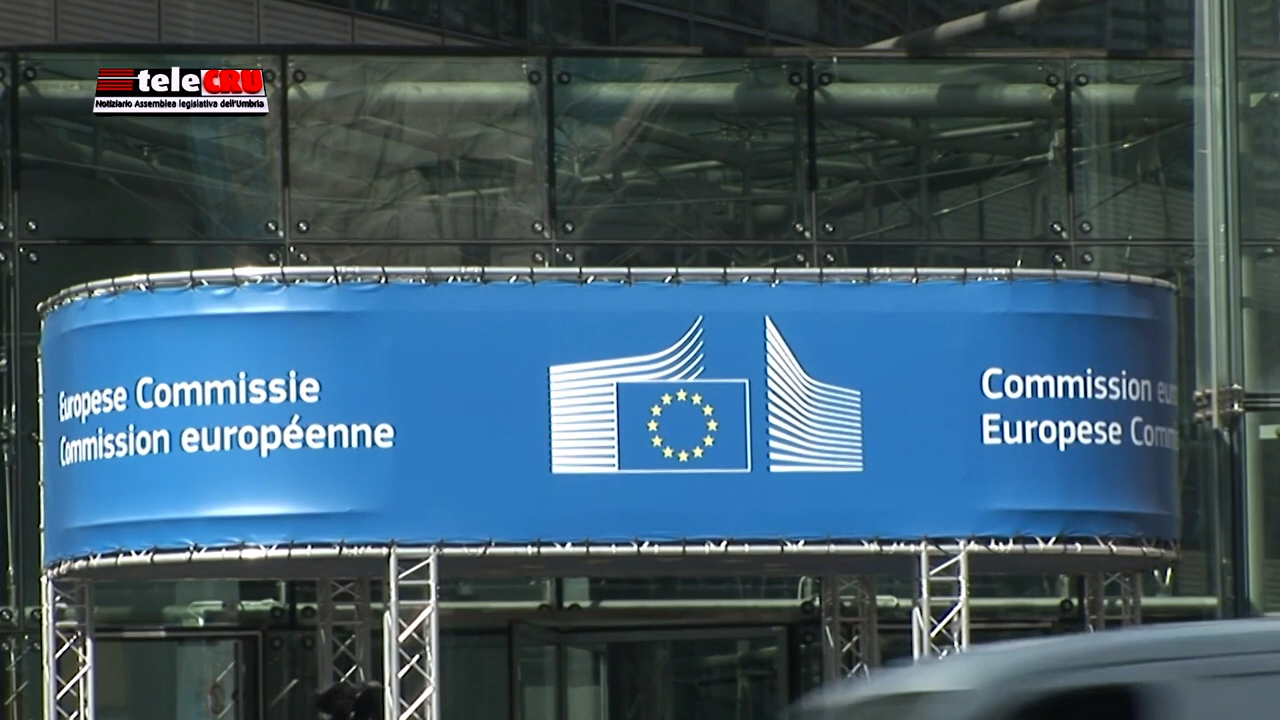 teleCRU
Notiziario Assemblea legislativa dell'Umbria
Europese Commissie
Commission européenne
Commission
Europese